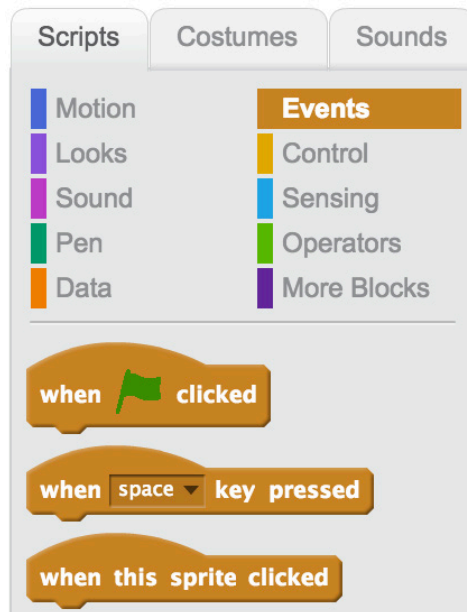 Scripts Costumes Sounds
Motion Events
Looks Control
Sound Sensing
Pen Operators
Data More Blocks
when clicked
when space key pressed
when this sprite clicked